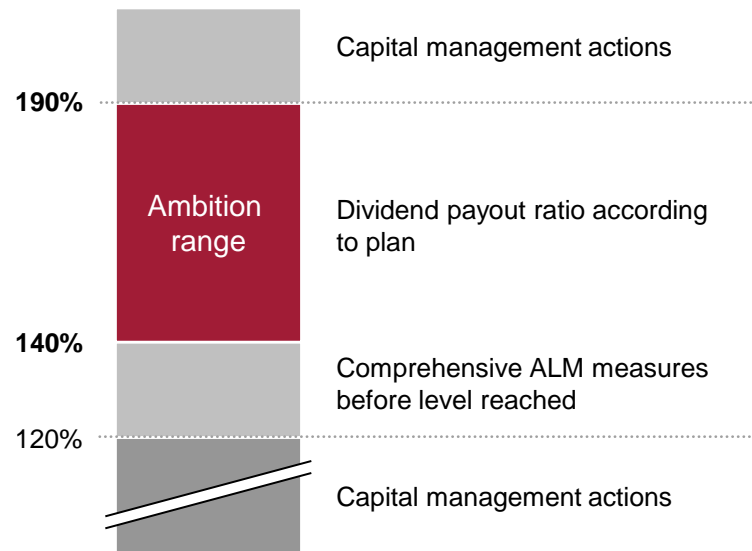 Capital management actions
190%
Ambition
range
Dividend payout ratio according
to plan
140%
Comprehensive ALM measures
before level reached
120%
Capital management actions